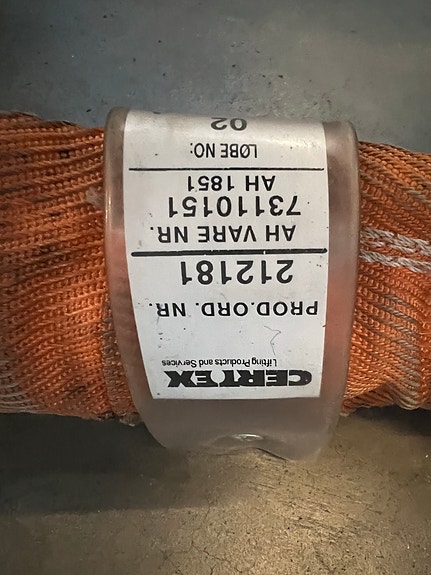 CERTEX
Lifting Products and Services
PROD.ORD. NR.
212181
AH VARE NR.
73110151
AH 1851
LØBE NO:
02